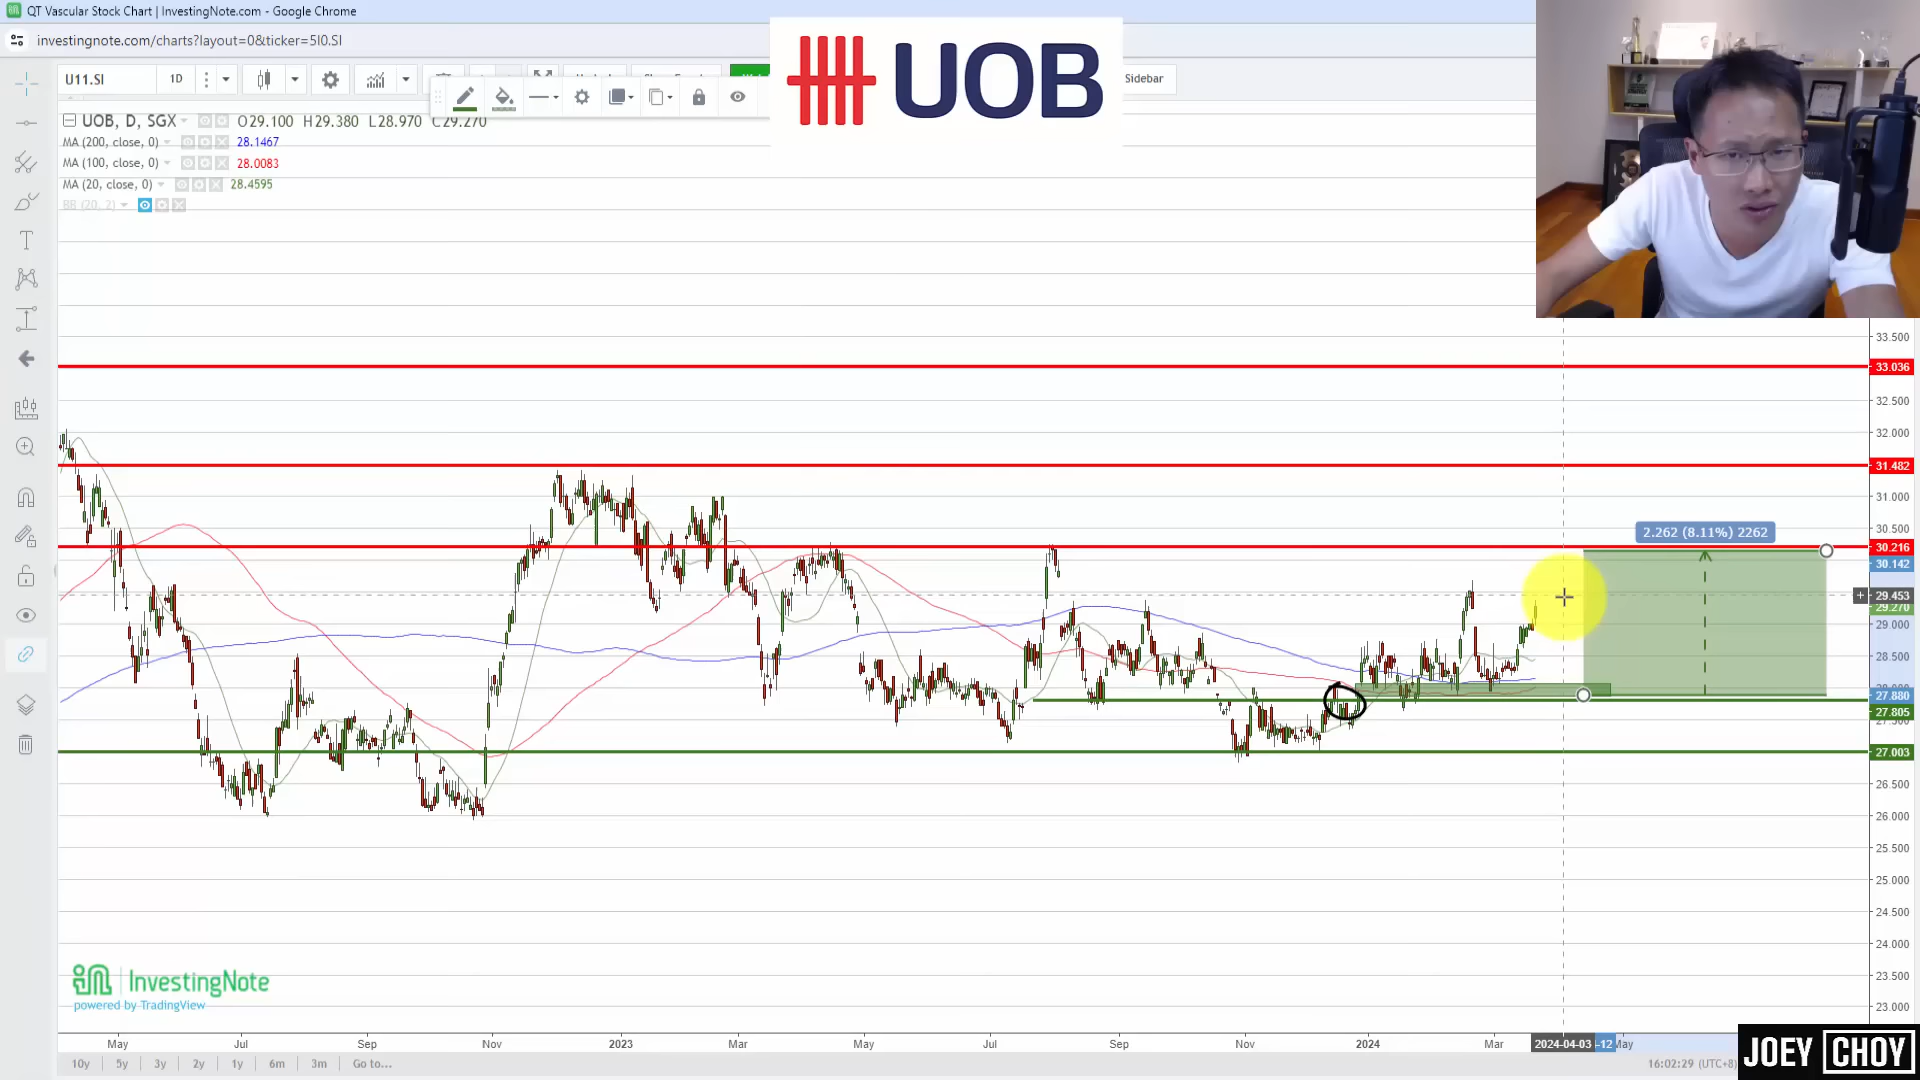 QT Vascular Stock Chart | InvestingNote.com - Google Chrome
investingnote.com/charts?layout=0&ticker=5I0.SI
U11.SI
1D
Sidebar
UOB
UOB, D, SGX
O29.100 H29.380 L28.970 C29.270
MA (200, close, 0)
28.1467
MA (100, close, 0)
28.0083
MA (20, close, 0)
28.4595
BB (20, 2)
33.500
33.036
32.500
32.000
31.482
31.000
30.500
2.262 (8.11%) 2262
30.216
30.142
29.453
29.270
29.000
28.500
27.880
27.805
27.003
26.500
26.000
25.500
25.000
24.500
24.000
23.500
23.000
InvestingNote
powered by TradingView
May
Jul
Sep
Nov
2023
Mar
May
Jul
Sep
Nov
2024
Mar
2024-04-03
-12
May
10y
5y
3y
2y
1y
6m
3m
Go to...
16:02:29 (UTC+8)
JOEY CHOY